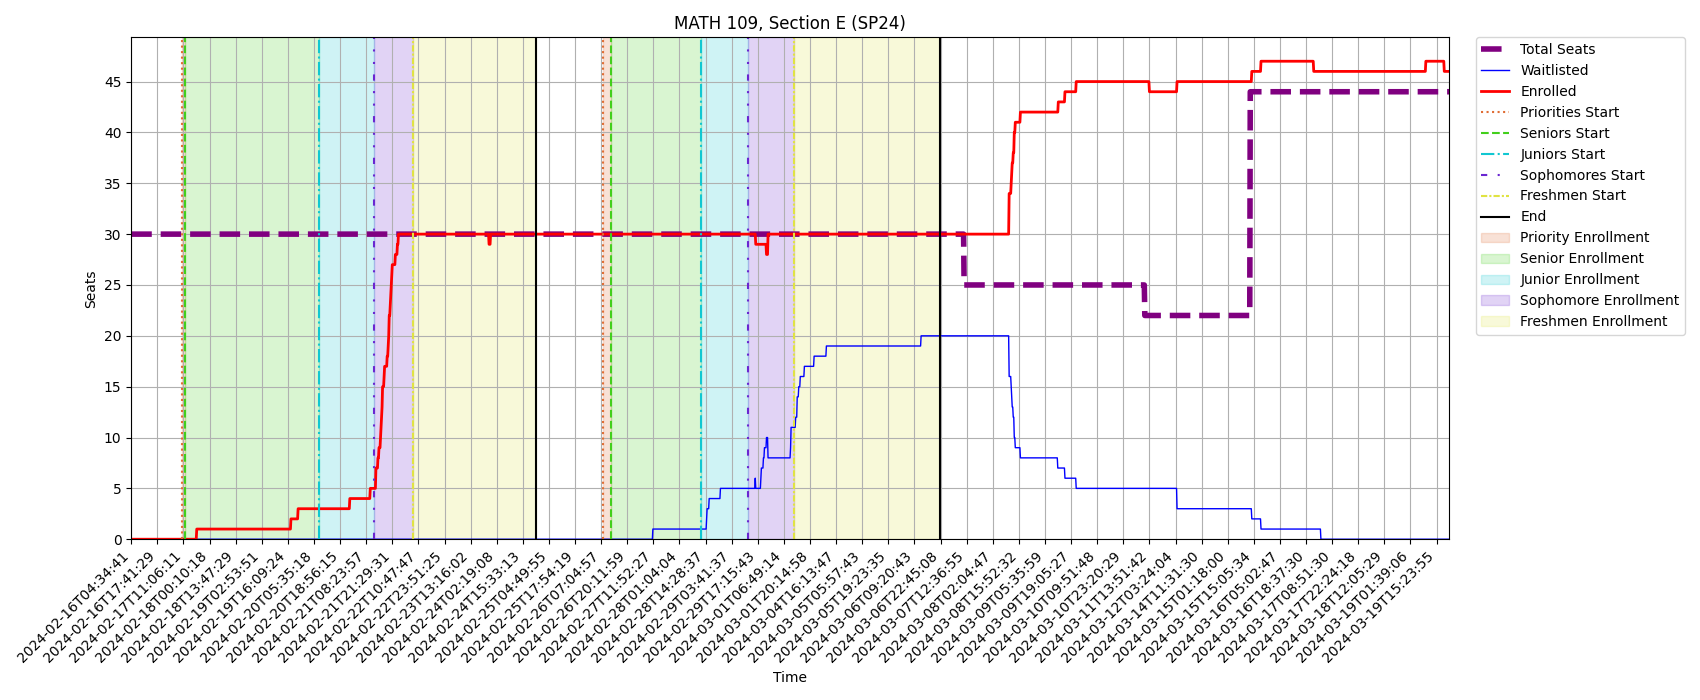 MATH 109, Section E (SP24)
Seats
45
40
35
30
25
20
15
10
5
0
2024-02-16T04:34:41
2024-02-16T17:41:29
2024-02-17T11:06:11
2024-02-18T00:10:18
2024-02-18T13:47:29
2024-02-19T02:53:51
2024-02-19T16:09:24
2024-02-20T05:35:18
2024-02-20T18:56:15
2024-02-21T08:23:57
2024-02-21T21:29:31
2024-02-22T10:47:47
2024-02-22T23:51:25
2024-02-23T13:16:02
2024-02-24T02:19:08
2024-02-24T15:33:13
2024-02-25T04:49:55
2024-02-25T17:54:19
2024-02-26T07:04:57
2024-02-26T20:11:59
2024-02-27T11:52:27
2024-02-28T01:04:04
2024-02-28T14:28:37
2024-02-29T03:41:37
2024-02-29T17:15:43
2024-03-01T06:49:14
2024-03-01T20:14:58
2024-03-04T16:13:47
2024-03-05T05:57:43
2024-03-05T19:23:35
2024-03-06T09:20:43
2024-03-06T22:45:08
2024-03-07T12:36:55
2024-03-08T02:04:47
2024-03-08T15:52:32
2024-03-09T05:35:59
2024-03-09T19:05:27
2024-03-10T09:51:48
2024-03-10T23:20:29
2024-03-11T13:51:42
2024-03-12T03:24:04
2024-03-14T11:31:30
2024-03-15T01:18:00
2024-03-15T15:05:34
2024-03-16T05:02:47
2024-03-16T18:37:30
2024-03-17T08:51:30
2024-03-17T22:24:18
2024-03-18T12:05:29
2024-03-19T01:39:06
2024-03-19T15:23:55
Time
Total Seats
Waitlisted
Enrolled
Priorities Start
Seniors Start
Juniors Start
Sophomores Start
Freshmen Start
End
Priority Enrollment
Senior Enrollment
Junior Enrollment
Sophomore Enrollment
Freshmen Enrollment